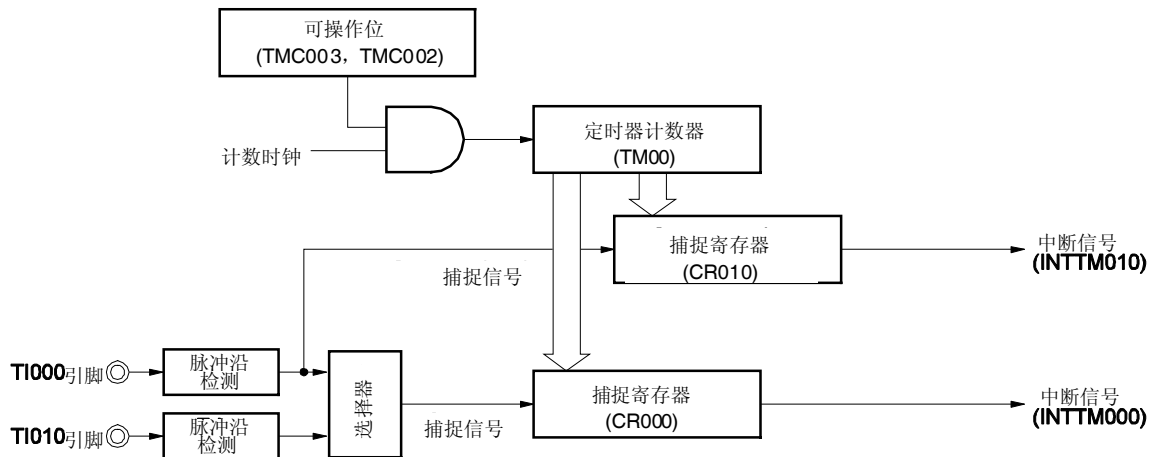 可操作位
(TMC003，TMC002)
计数时钟
定时器计数器
(TM00)
捕捉寄存器
(CR010)
中断信号
(INTTM010)
捕捉信号
TI000引脚
脉冲沿
检测
选择器
捕捉寄存器
(CR000)
中断信号
(INTTM000)
捕捉信号
TI010引脚
脉冲沿
检测